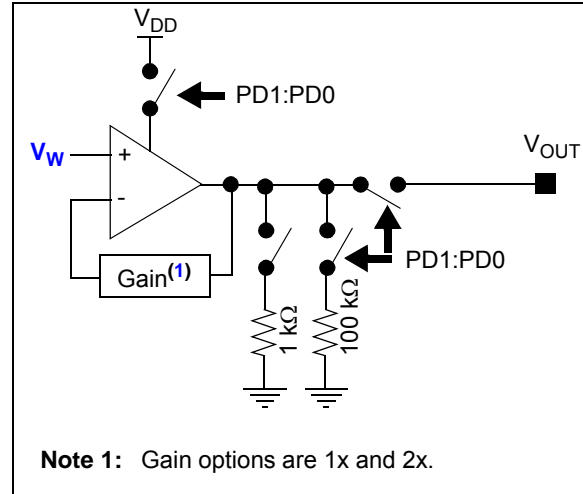 VDD
PD1:PD0
VW
+
-
VOUT
Gain(1)
PD1:PD0
1 kΩ
100 kΩ
Note 1: Gain options are 1x and 2x.